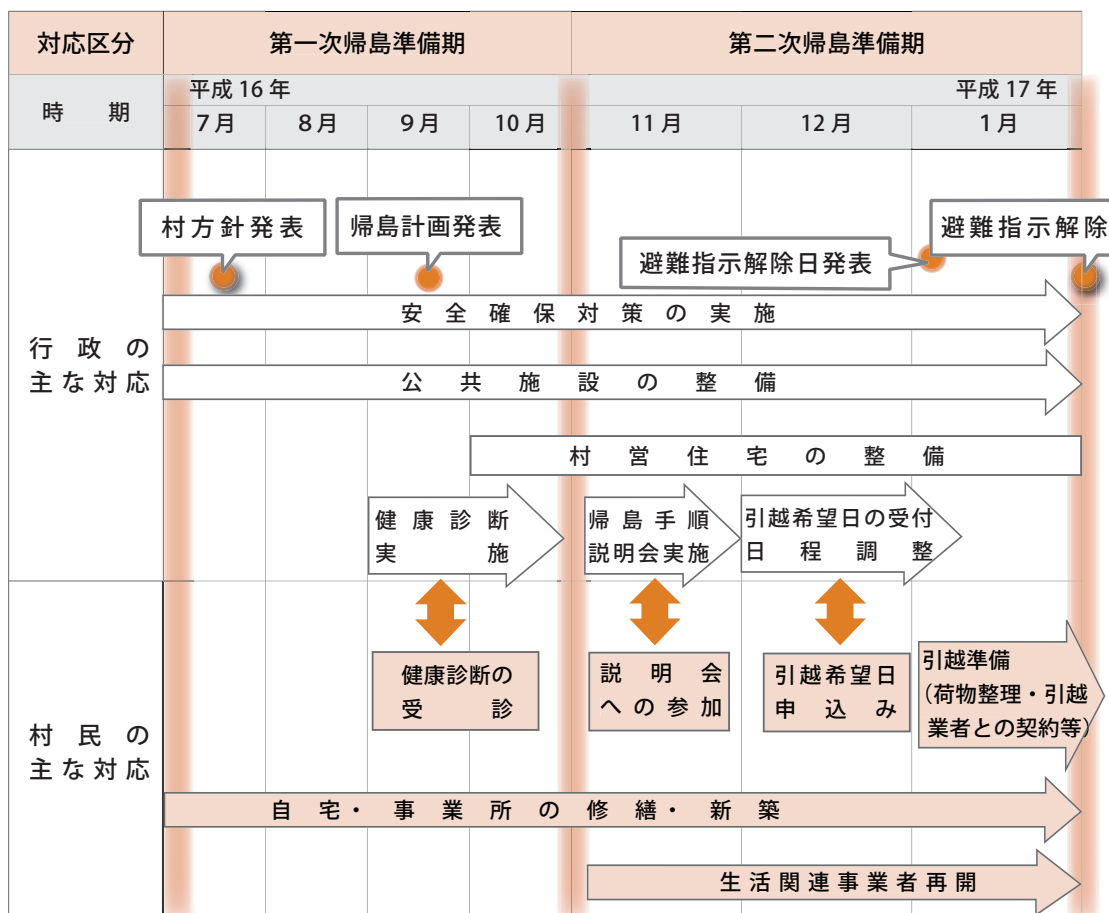 対応区分
第一次帰島準備期
第二次帰島準備期
時期
平成16年
平成17年
7月
8月
9月
10月
11月
12月
1月
行政の
主な対応
村方針発表
帰島計画発表
避難指示解除日発表
避難指示解除
安全確保対策の実施
公共施設の整備
村営住宅の整備
健康診断
実施
帰島手順
説明会実施
引越希望日の受付
日程調整
村民の
主な対応
健康診断の
受診
説明会
への参加
引越希望日
申込み
引越準備
(荷物整理・引越
業者との契約等)
自宅・事業所の修繕・新築
生活関連事業者再開